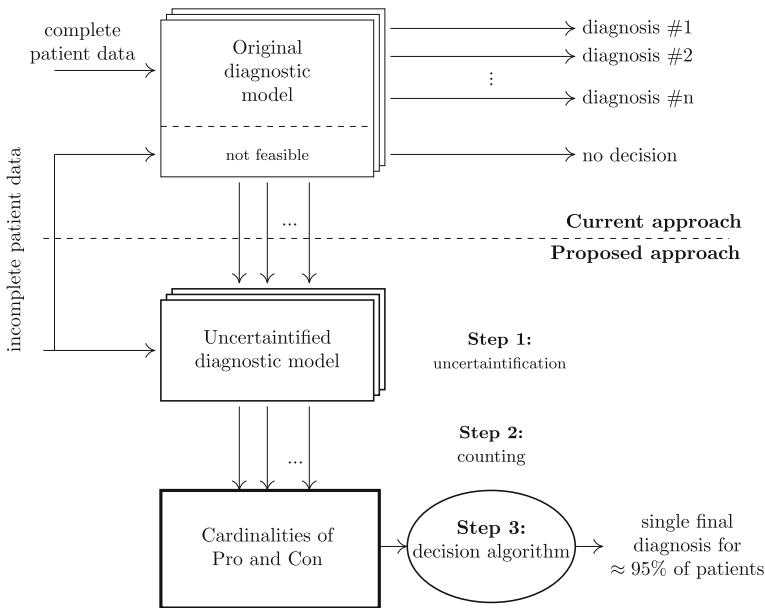 complete
patient data
Original
diagnostic
model
not feasible
diagnosis #1
diagnosis #2
⋮
diagnosis #n
no decision
incomplete patient data
...
Current approach
Proposed approach
Uncertaintified
diagnostic model
Step 1:
uncertaintification
...
Step 2:
counting
Cardinalities of
Pro and Con
Step 3:
decision algorithm
single final
diagnosis for
≈ 95% of patients